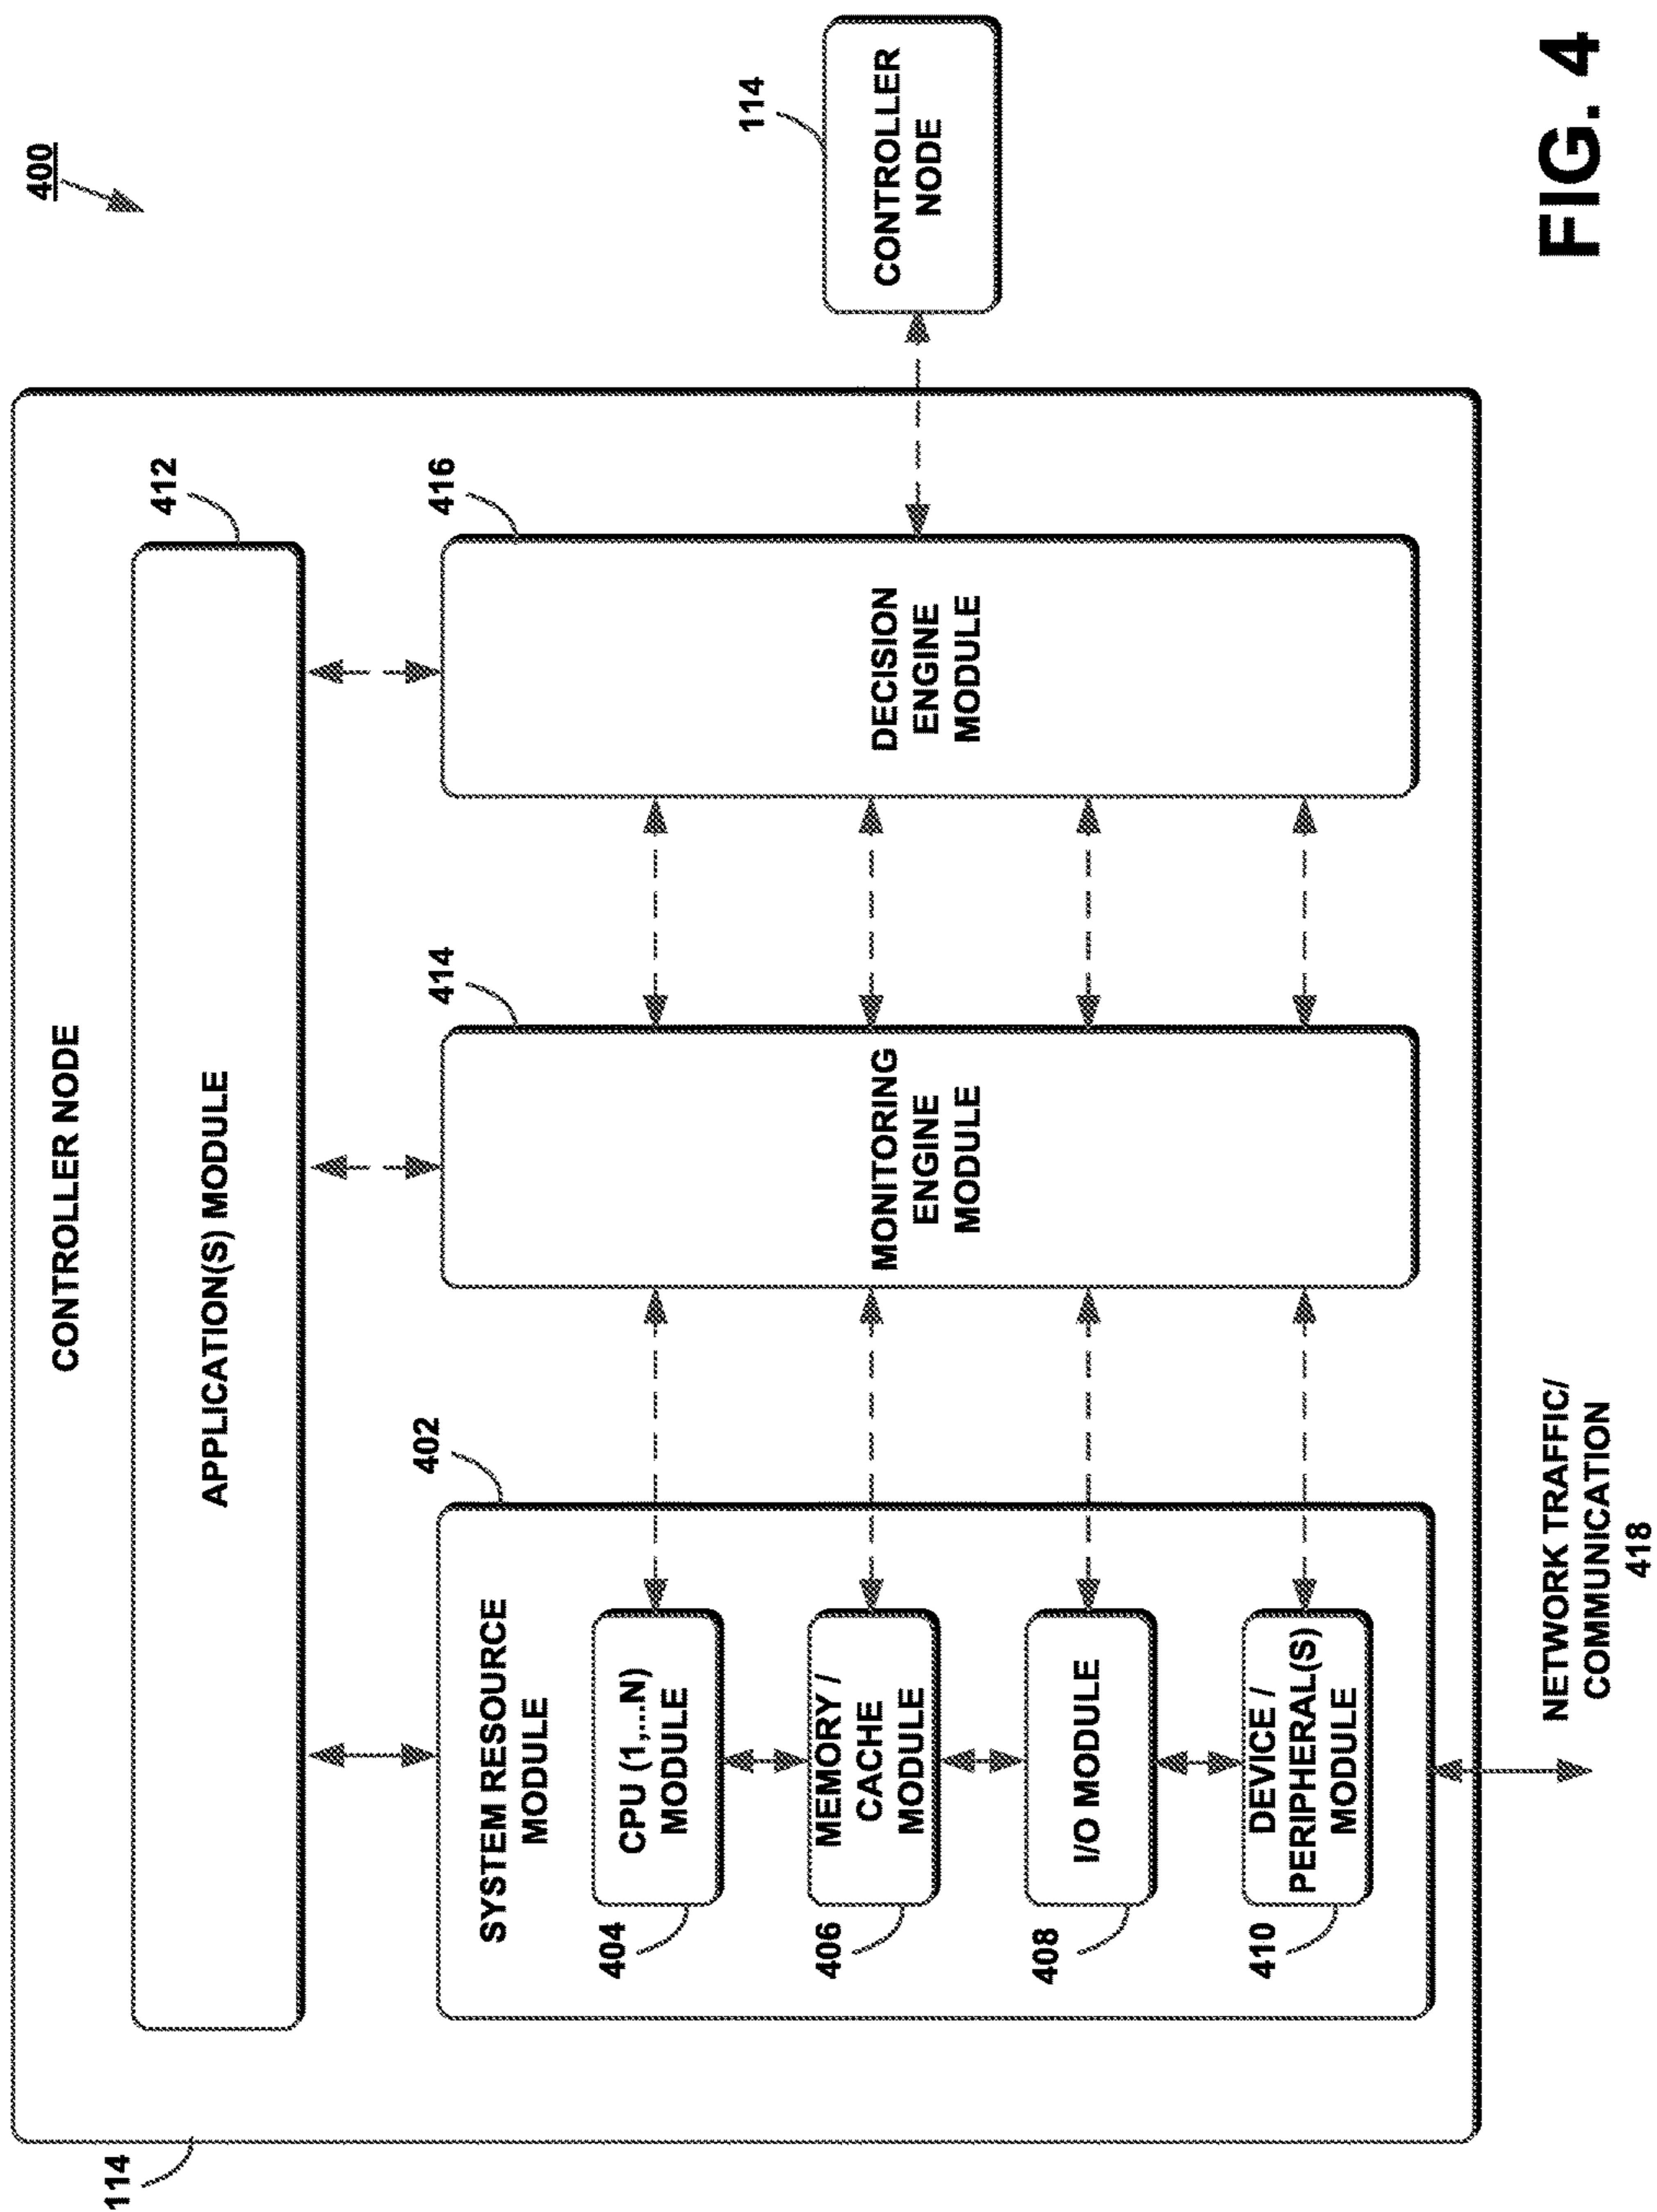 400
114
CONTROLLER NODE
412
APPLICATION(S) MODULE
402
SYSTEM RESOURCE
MODULE
404
CPU (1,...N)
MODULE
406
MEMORY /
CACHE
MODULE
408
I/O MODULE
410
DEVICE /
PERIPHERAL(S)
MODULE
414
MONITORING
ENGINE
MODULE
416
DECISION
ENGINE
MODULE
114
CONTROLLER
NODE
NETWORK TRAFFIC/
COMMUNICATION
418
FIG. 4